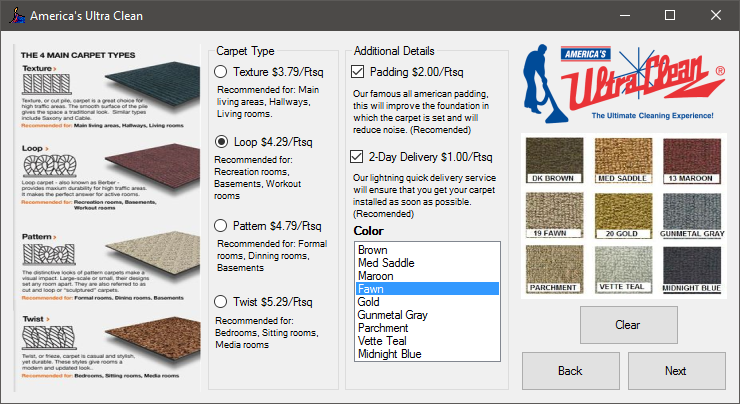 America's Ultra Clean
THE 4 MAIN CARPET TYPES
Texture ›
Texture, or cut pile, carpet is a great choice for
high traffic areas. The smooth surface of the pile
gives the space a traditional look. Similar types
include Saxony and Cable.
Recommended for: Main living areas, Hallways, Living rooms
Loop ›
Loop carpet - also known as Berber -
provides maxium durability for high traffic areas.
It makes the perfect answer for active rooms.
Recommended for: Recreation rooms, Basements,
Workout rooms
Pattern ›
The distinctive looks of pattern carpets make a
visual impact. Large-scale or small, their designs
set any room apart. They are also referred to as
cut and loop or "sculptured" carpets.
Recommended for: Formal rooms, Dining rooms, Basements
Twist ›
Twist, or frieze, carpet is casual and stylish,
yet durable. These styles give rooms a
modern and updated look.
Recommended for: Bedrooms, Sitting rooms, Media rooms
Carpet Type
Texture $3.79/Ftsq
Recommended for: Main
living areas, Hallways,
Living rooms.
Loop $4.29/Ftsq
Recommended for:
Recreation rooms,
Basements, Workout
rooms
Pattern $4.79/Ftsq
Recommended for: Formal
rooms, Dinning rooms,
Basements
Twist $5.29/Ftsq
Recommended for:
Bedrooms, Sitting rooms,
Media rooms
Additional Details
Padding $2.00/Ftsq
Our famous all american padding,
this will improve the foundation in
which the carpet is set and will
reduce noise. (Recomended)
2-Day Delivery $1.00/Ftsq
Our lightning quick delivery service
will ensure that you get your carpet
installed as soon as possible.
(Recomended)
Color
Brown
Med Saddle
Maroon
Fawn
Gold
Gunmetal Gray
Parchment
Vette Teal
Midnight Blue
AMERICA'S
Ultra Clean ®
The Ultimate Cleaning Experience!
DK BROWN
MED SADDLE
13 MAROON
19 FAWN
20 GOLD
GUNMETAL GRAY
PARCHMENT
VETTE TEAL
MIDNIGHT BLUE
Clear
Back
Next